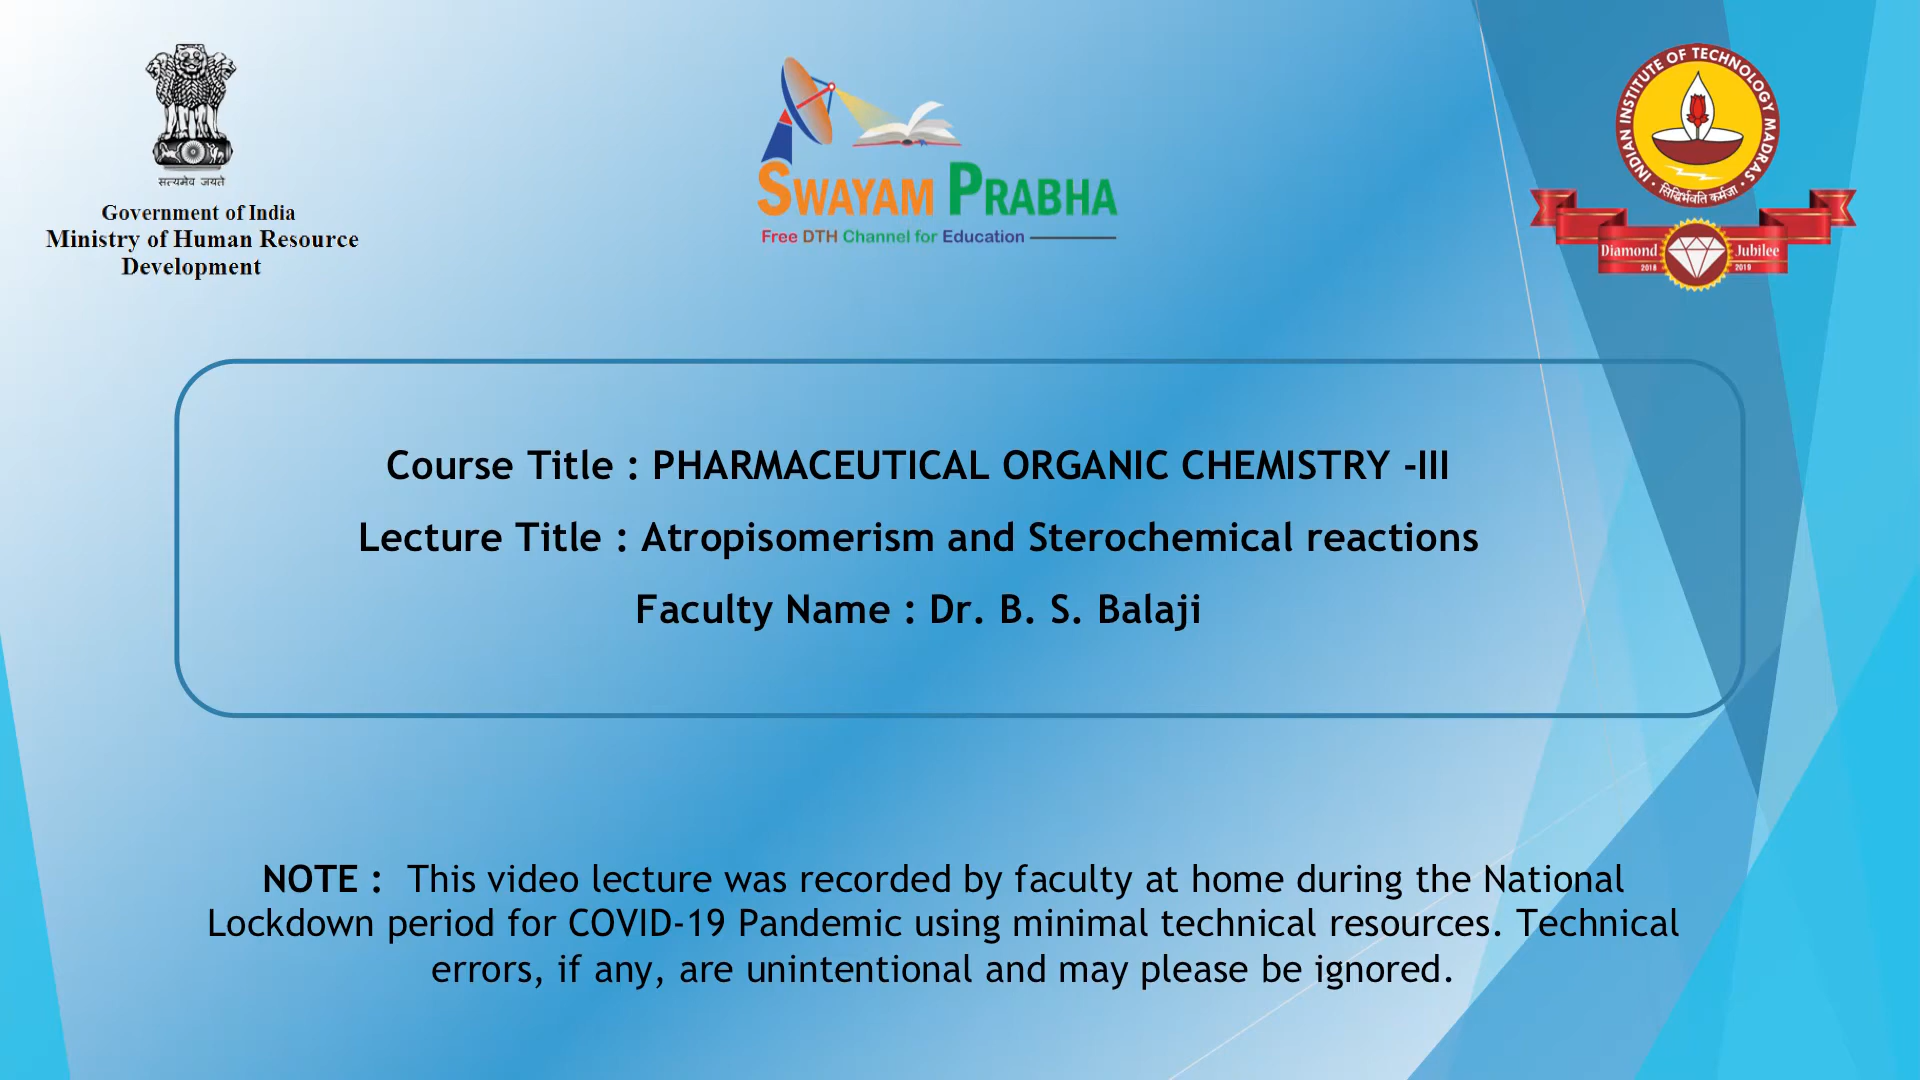 सत्यमेव जयते
Government of India
Ministry of Human Resource
Development
SWAYAM PRABHA
Free DTH Channel for Education
INDIAN INSTITUTE OF TECHNOLOGY MADRAS
सिद्धिर्भवति कर्मजा
Diamond Jubilee
2018 2019
Course Title : PHARMACEUTICAL ORGANIC CHEMISTRY -III
Lecture Title : Atropisomerism and Sterochemical reactions
Faculty Name : Dr. B. S. Balaji
NOTE : This video lecture was recorded by faculty at home during the National
Lockdown period for COVID-19 Pandemic using minimal technical resources. Technical
errors, if any, are unintentional and may please be ignored.